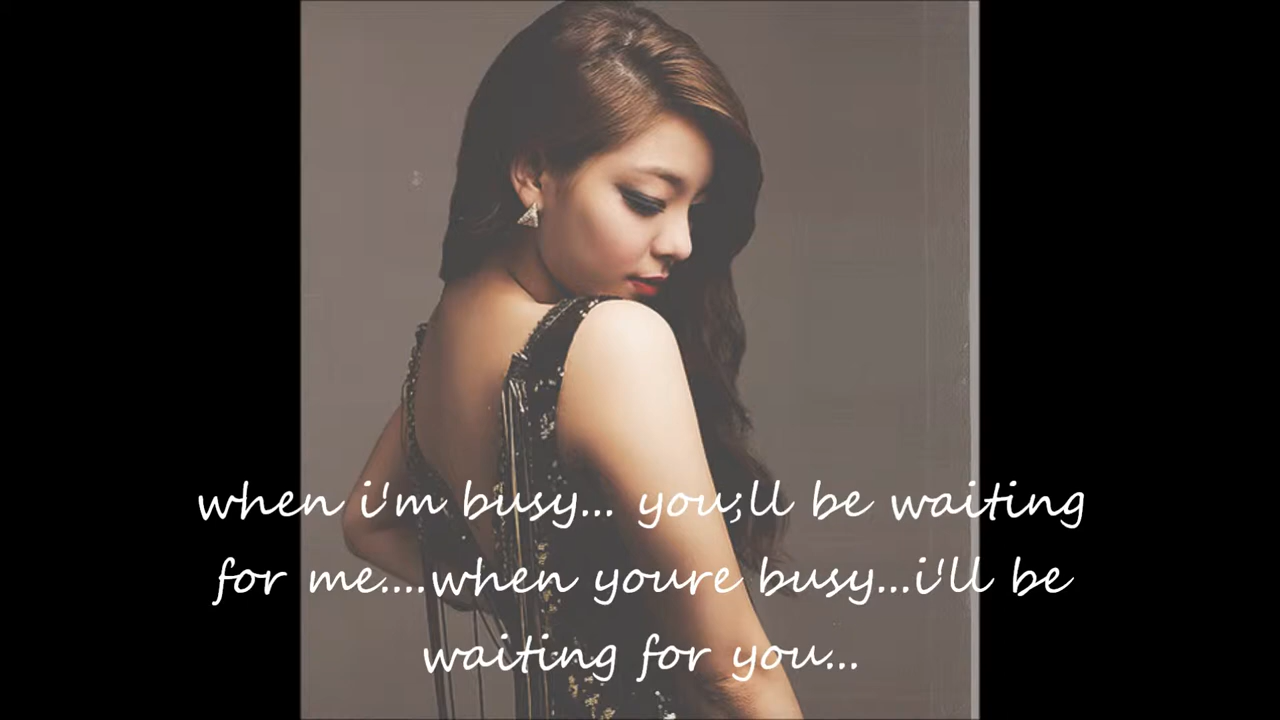 when i'm busy... you;ll be waiting
for me....when youre busy...i'll be
waiting for you...